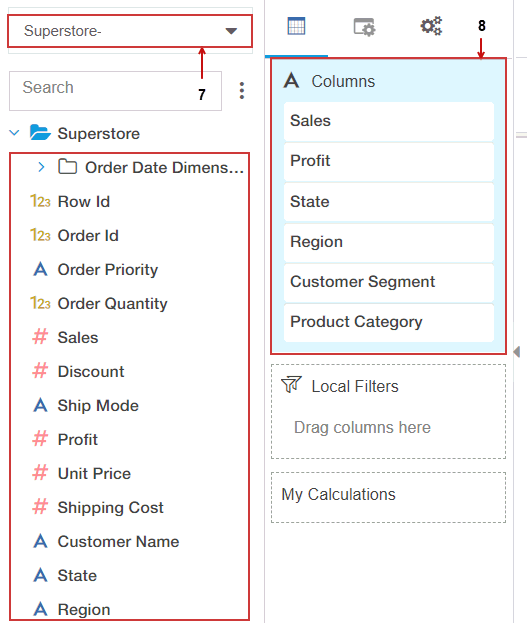 Superstore-
Search
7
Superstore
Order Date Dimens...
123 Row Id
123 Order Id
A Order Priority
123 Order Quantity
# Sales
# Discount
A Ship Mode
# Profit
# Unit Price
# Shipping Cost
A Customer Name
A State
A Region
8
A Columns
Sales
Profit
State
Region
Customer Segment
Product Category
Local Filters
Drag columns here
My Calculations